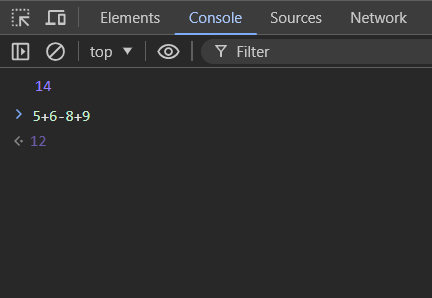 Elements Console Sources Network
top Filter
14
5+6-8+9
12